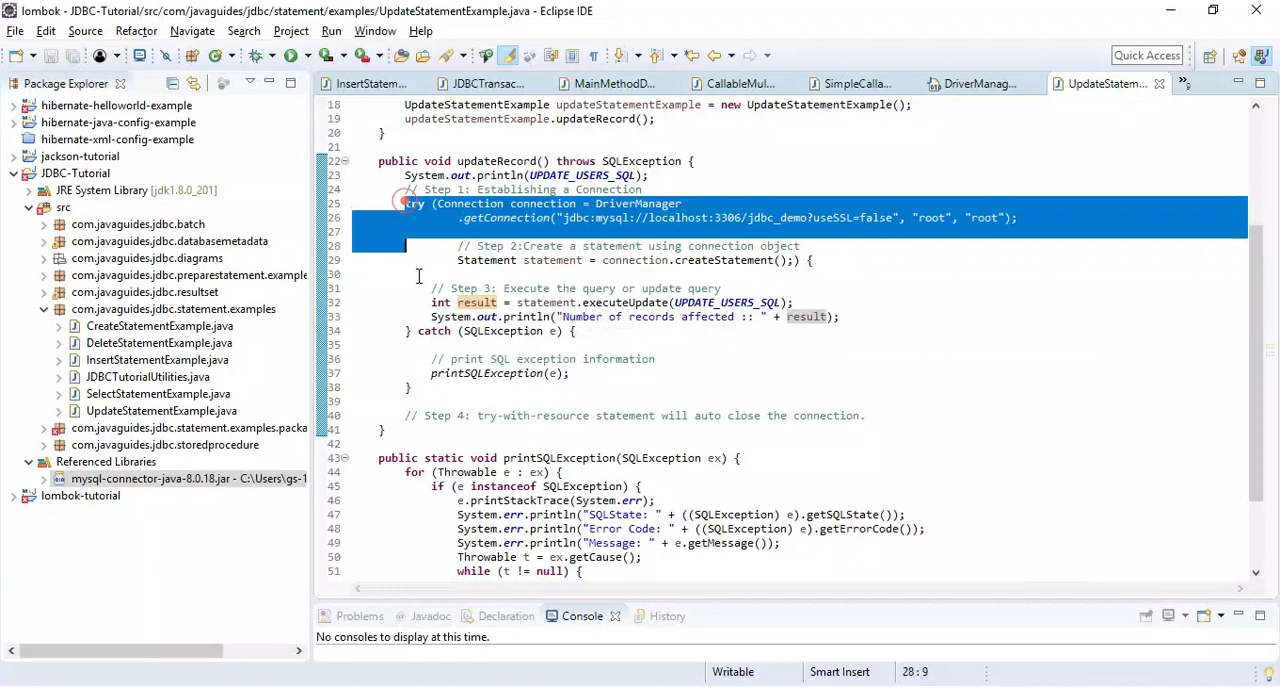 lombok - JDBC-Tutorial/src/com/javaguides/jdbc/statement/examples/UpdateStatementExample.java - Eclipse IDE
File Edit Source Refactor Navigate Search Project Run Window Help
Quick Access
Package Explorer
InsertStatem... JDBCTransac... MainMethodD... CallableMul... SimpleCalla... DriverManag... UpdateStatem...
hibernate-helloworld-example
hibernate-java-config-example
hibernate-xml-config-example
jackson-tutorial
JDBC-Tutorial
JRE System Library [jdk1.8.0_201]
src
com.javaguides.jdbc.batch
com.javaguides.jdbc.databasemetadata
com.javaguides.jdbc.diagrams
com.javaguides.jdbc.preparestatement.example
com.javaguides.jdbc.resultset
com.javaguides.jdbc.statement.examples
CreateStatementExample.java
DeleteStatementExample.java
InsertStatementExample.java
JDBCTutorialUtilities.java
SelectStatementExample.java
UpdateStatementExample.java
com.javaguides.jdbc.statement.examples.packa
com.javaguides.jdbc.storedprocedure
Referenced Libraries
mysql-connector-java-8.0.18.jar - C:\Users\gs-1
lombok-tutorial
18 UpdateStatementExample updateStatementExample = new UpdateStatementExample();
19 updateStatementExample.updateRecord();
20 }
21
22 public void updateRecord() throws SQLException {
23 System.out.println(UPDATE_USERS_SQL);
24 // Step 1: Establishing a Connection
25 try (Connection connection = DriverManager
26 .getConnection("jdbc:mysql://localhost:3306/jdbc_demo?useSSL=false", "root", "root");
27
28 // Step 2:Create a statement using connection object
29 Statement statement = connection.createStatement();) {
30
31 // Step 3: Execute the query or update query
32 int result = statement.executeUpdate(UPDATE_USERS_SQL);
33 System.out.println("Number of records affected :: " + result);
34 } catch (SQLException e) {
35
36 // print SQL exception information
37 printSQLException(e);
38 }
39
40 // Step 4: try-with-resource statement will auto close the connection.
41 }
42
43 public static void printSQLException(SQLException ex) {
44 for (Throwable e : ex) {
45 if (e instanceof SQLException) {
46 e.printStackTrace(System.err);
47 System.err.println("SQLState: " + ((SQLException) e).getSQLState());
48 System.err.println("Error Code: " + ((SQLException) e).getErrorCode());
49 System.err.println("Message: " + e.getMessage());
50 Throwable t = ex.getCause();
51 while (t != null) {
Problems Javadoc Declaration Console History
No consoles to display at this time.
Writable Smart Insert 28:9